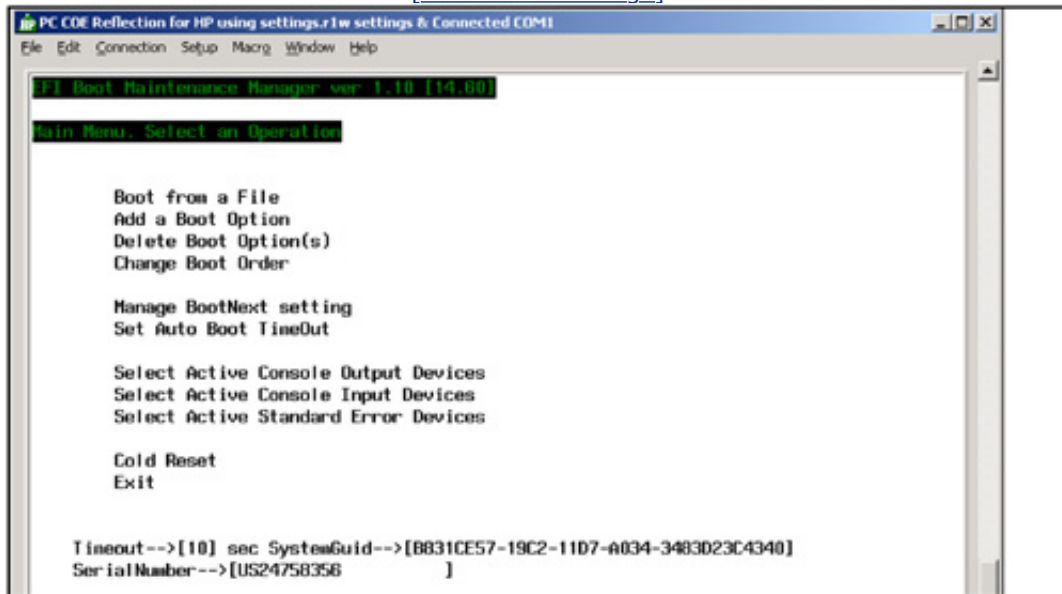 PC COE Reflection for HP using settings.r1w settings & Connected COM1
File Edit Connection Setup Macro Window Help
EFI Boot Maintenance Manager ver 1.10 [14.60]
Main Menu. Select an Operation
Boot from a File
Add a Boot Option
Delete Boot Option(s)
Change Boot Order
Manage BootNext setting
Set Auto Boot TimeOut
Select Active Console Output Devices
Select Active Console Input Devices
Select Active Standard Error Devices
Cold Reset
Exit
Timeout-->[10] sec SystemGuid-->[B831CE57-19C2-11D7-A034-3483D23C4340]
SerialNumber-->[US24758356 ]